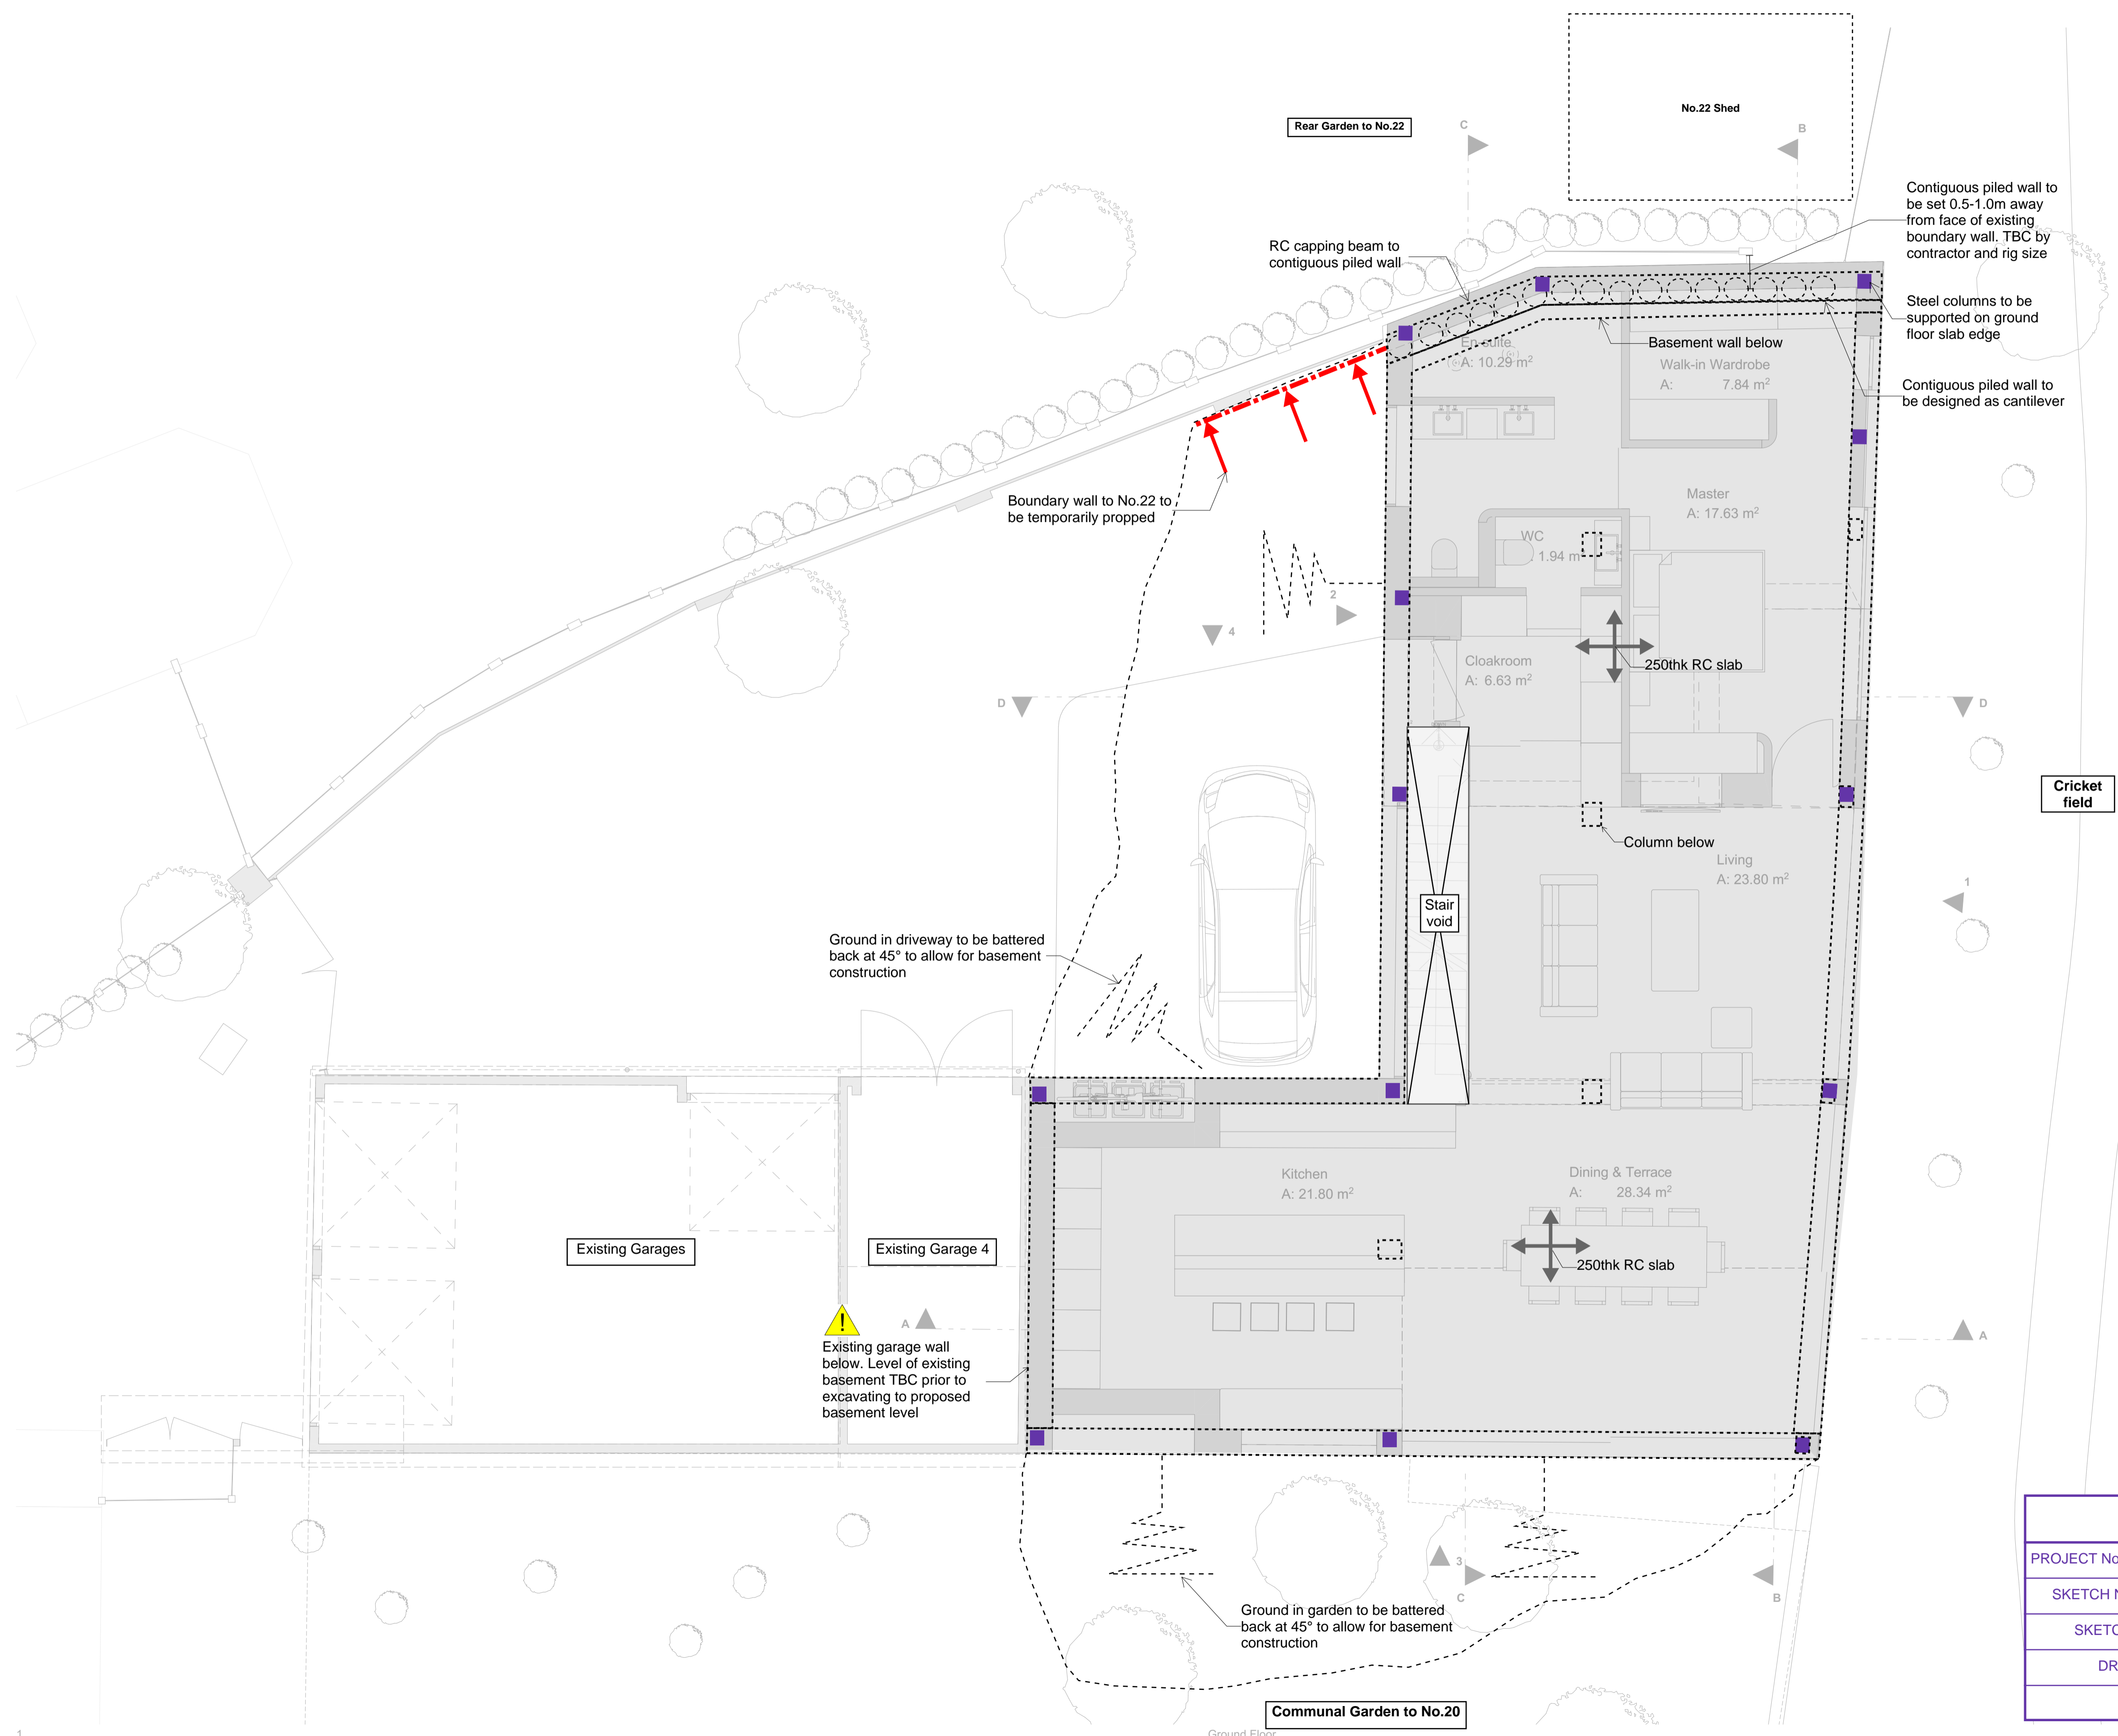 No.22 Shed
Rear Garden to No.22
C
B
Contiguous piled wall to
be set 0.5-1.0m away
from face of existing
boundary wall. TBC by
contractor and rig size
RC capping beam to
contiguous piled wall
Steel columns to be
supported on ground
floor slab edge
Basement wall below
En-suite
A: 10.29 m²
Walk-in Wardrobe
A: 7.84 m²
Contiguous piled wall to
be designed as cantilever
Boundary wall to No.22 to
be temporarily propped
Master
A: 17.63 m²
WC
1.94 m
2
4
250thk RC slab
Cloakroom
A: 6.63 m²
D
D
Cricket
field
Column below
Living
A: 23.80 m²
1
Stair
void
Ground in driveway to be battered
back at 45° to allow for basement
construction
Kitchen
A: 21.80 m²
Dining & Terrace
A: 28.34 m²
Existing Garages
Existing Garage 4
250thk RC slab
!
A
A
Existing garage wall
below. Level of existing
basement TBC prior to
excavating to proposed
basement level
3
C
B
Ground in garden to be battered
back at 45° to allow for basement
construction
PROJECT No
SKETCH N
SKETC
DR
Communal Garden to No.20
1
Ground Floor